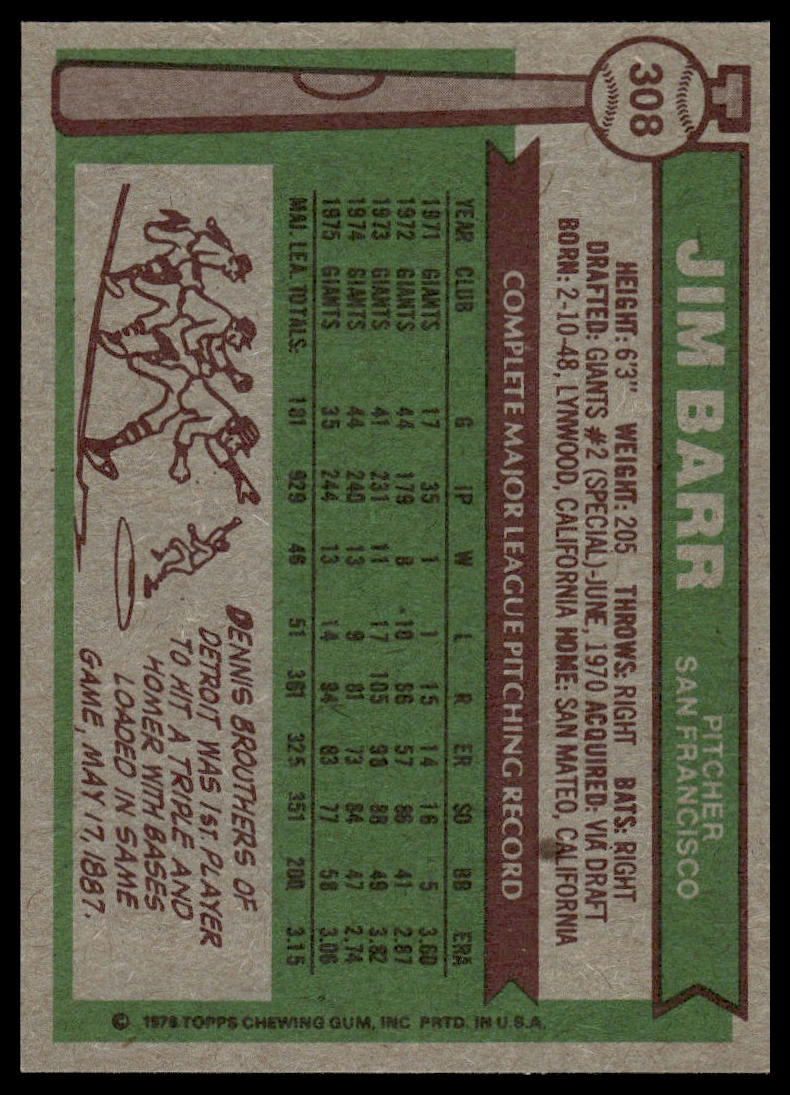 308
JIM BARR
PITCHER
SAN FRANCISCO
HEIGHT: 6'3" WEIGHT: 205 THROWS: RIGHT BATS: RIGHT
DRAFTED: GIANTS #2 (SPECIAL)-JUNE, 1970 ACQUIRED: VIA DRAFT
BORN: 2-10-48, LYNWOOD, CALIFORNIA HOME: SAN MATEO, CALIFORNIA
COMPLETE MAJOR LEAGUE PITCHING RECORD
YEAR CLUB G IP W L R ER SO BB ERA
1971 GIANTS 17 35 1 1 15 14 16 5 3.60
1972 GIANTS 44 179 8 10 66 57 86 41 2.87
1973 GIANTS 41 231 11 17 105 98 88 49 3.82
1974 GIANTS 44 240 13 9 81 73 84 47 2.74
1975 GIANTS 35 244 13 14 94 83 77 58 3.06
MAJ. LEA. TOTALS: 181 929 46 51 361 325 351 200 3.15
DENNIS BROUTHERS OF
DETROIT WAS 1ST. PLAYER
TO HIT A TRIPLE AND
HOMER WITH BASES
LOADED IN SAME
GAME, MAY 17, 1887.
© 1976 TOPPS CHEWING GUM, INC. PRTD. IN U.S.A.